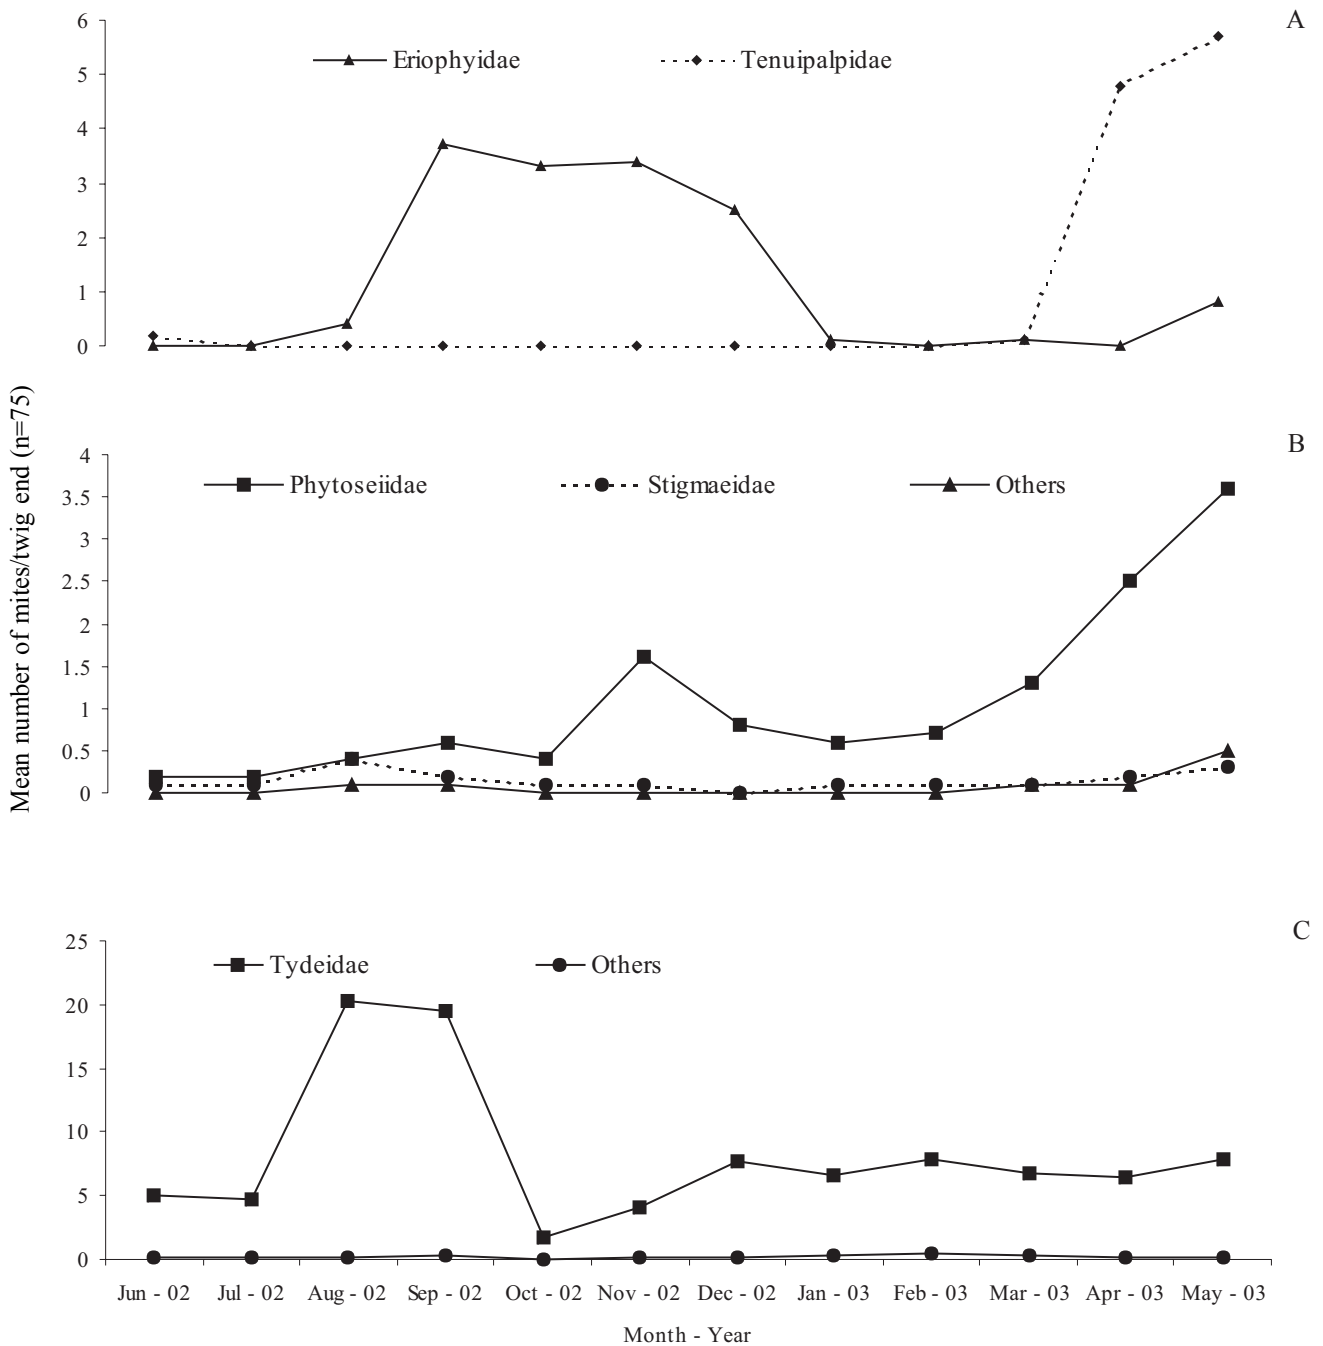 A
6
Eriophyidae Tenuipalpidae
5
4
3
2
1
0
Mean number of mites/twig end (n=75)
B
4
Phytoseiidae Stigmaeidae Others
3.5
3
2.5
2
1.5
1
0.5
0
C
25
Tydeidae Others
20
15
10
5
0
Jun - 02 Jul - 02 Aug - 02 Sep - 02 Oct - 02 Nov - 02 Dec - 02 Jan - 03 Feb - 03 Mar - 03 Apr - 03 May - 03
Month - Year